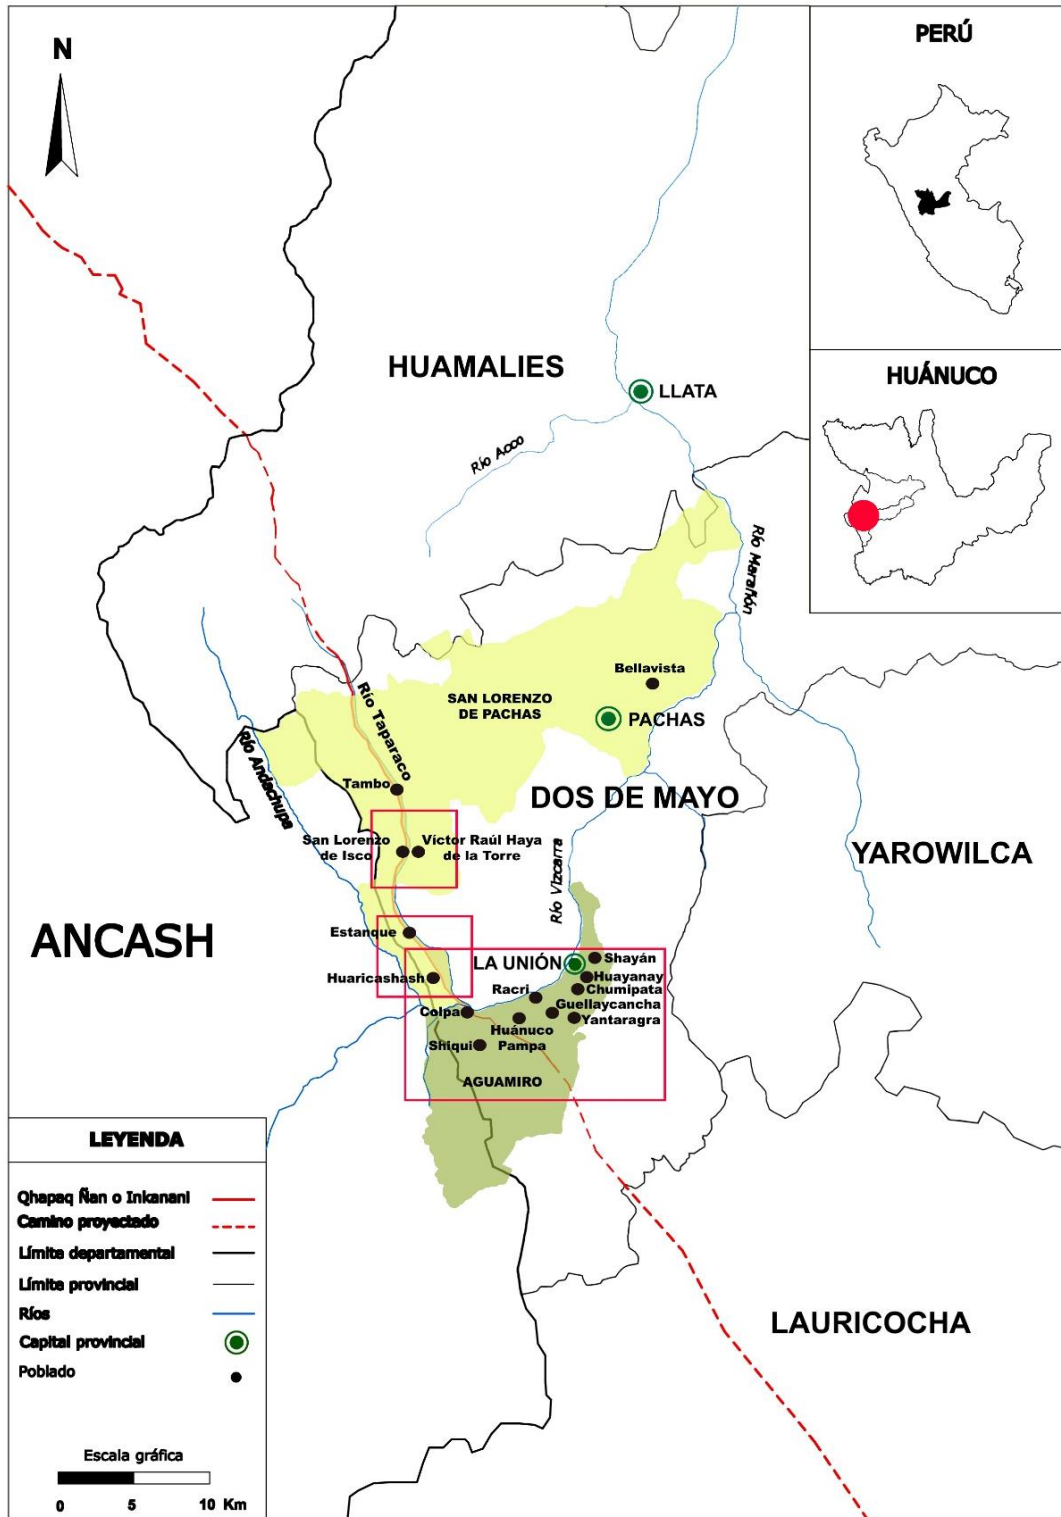 N
PERÚ
HUÁNUCO
HUAMALIES
LLATA
Río Acco
Río Marañón
Bellavista
SAN LORENZO
DE PACHAS
PACHAS
Río Taparaco
Río Andachupa
Tambo
DOS DE MAYO
San Lorenzo
de Isco
Víctor Raúl Haya
de la Torre
YAROWILCA
Río Vizcarra
ANCASH
Estanque
LA UNIÓN
Shayán
Huaricashash
Huayanay
Chumipata
Racri
Guellaycancha
Colpa
Yantaragra
Huánuco
Pampa
Shiqui
AGUAMIRO
LAURICOCHA
LEYENDA
Qhapaq Ñan o Inkanani
Camino proyectado
Límite departamental
Límite provincial
Ríos
Capital provincial
Poblado
Escala gráfica
0 5 10 Km